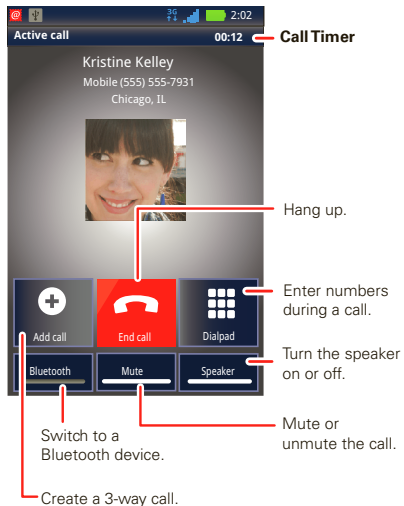 @ 3G 2:02
Active call 00:12 Call Timer
Kristine Kelley
Mobile (555) 555-7931
Chicago, IL
Hang up.
Enter numbers
during a call.
Add call End call Dialpad
Turn the speaker
on or off.
Bluetooth Mute Speaker
Mute or
unmute the call.
Switch to a
Bluetooth device.
Create a 3-way call.